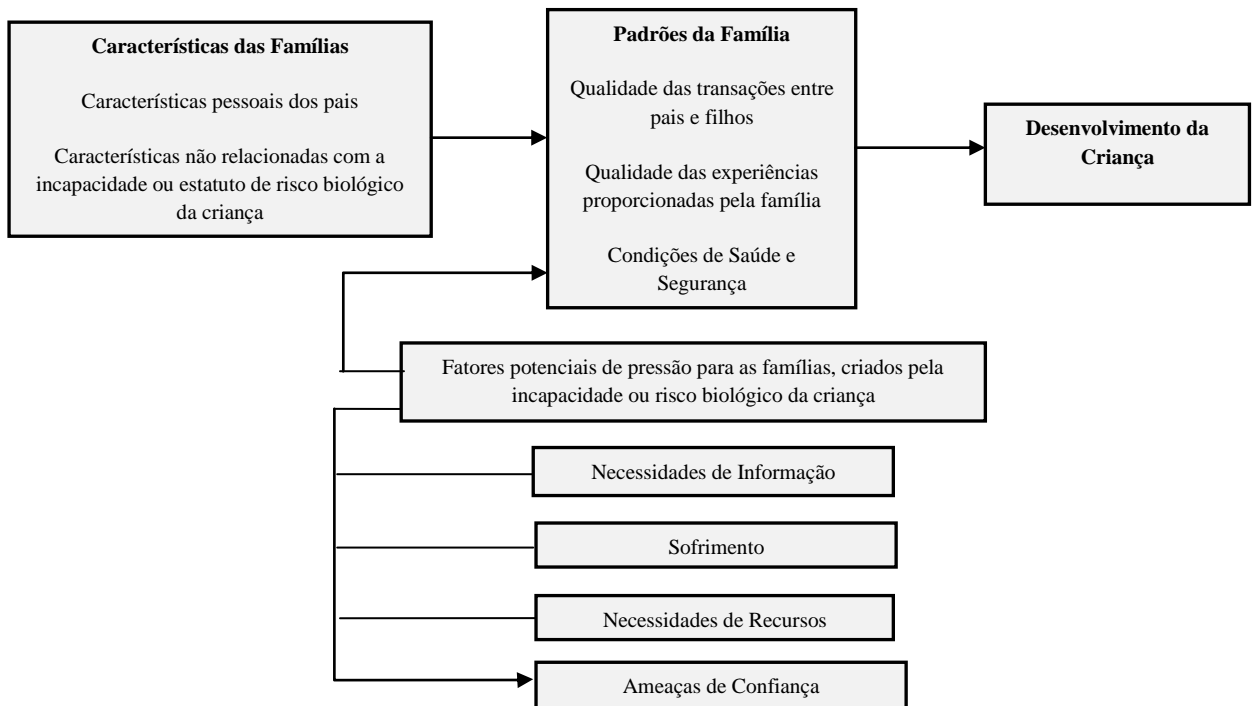 Características das Famílias
Características pessoais dos pais
Características não relacionadas com a
incapacidade ou estatuto de risco biológico
da criança
Padrões da Família
Qualidade das transações entre
pais e filhos
Qualidade das experiências
proporcionadas pela família
Condições de Saúde e
Segurança
Desenvolvimento da
Criança
Fatores potenciais de pressão para as famílias, criados pela
incapacidade ou risco biológico da criança
Necessidades de Informação
Sofrimento
Necessidades de Recursos
Ameaças de Confiança